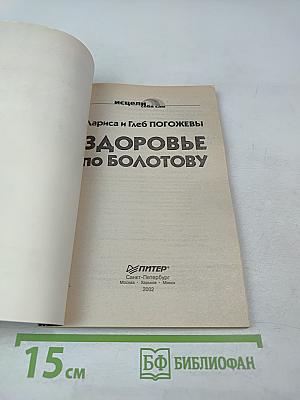 исцели
себя сам
Лариса и Глеб ПОГОЖЕВЫ
ЗДОРОВЬЕ
по БОЛОТОВУ
ПИТЕР®
Санкт-Петербург
Москва · Харьков · Минск
2002
15 см
БФ БИБЛИОФАН